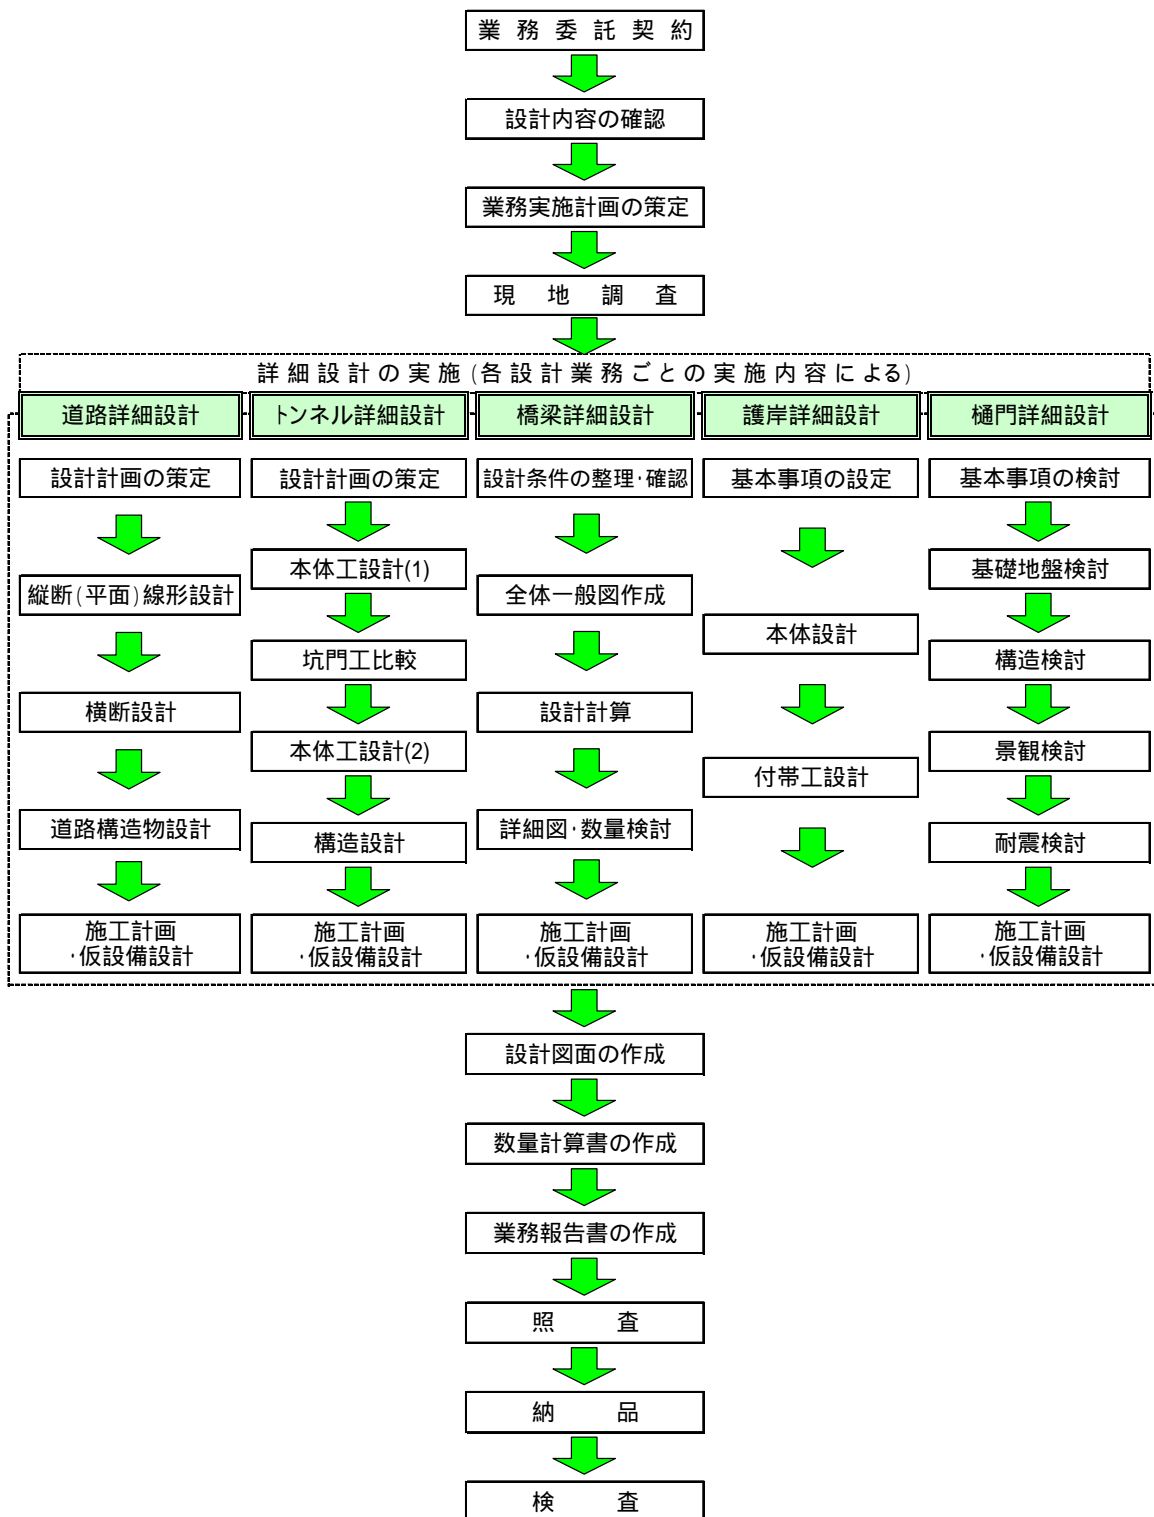 業務委託契約
設計内容の確認
業務実施計画の策定
現地調査
詳細設計の実施(各設計業務ごとの実施内容による)
道路詳細設計
設計計画の策定
縦断(平面)線形設計
横断設計
道路構造物設計
施工計画
・仮設備設計
トンネル詳細設計
設計計画の策定
本体工設計(1)
坑門工比較
本体工設計(2)
構造設計
施工計画
・仮設備設計
橋梁詳細設計
設計条件の整理・確認
全体一般図作成
設計計算
詳細図・数量検討
施工計画
・仮設備設計
護岸詳細設計
基本事項の設定
本体設計
付帯工設計
施工計画
・仮設備設計
樋門詳細設計
基本事項の検討
基礎地盤検討
構造検討
景観検討
耐震検討
施工計画
・仮設備設計
設計図面の作成
数量計算書の作成
業務報告書の作成
照査
納品
検査